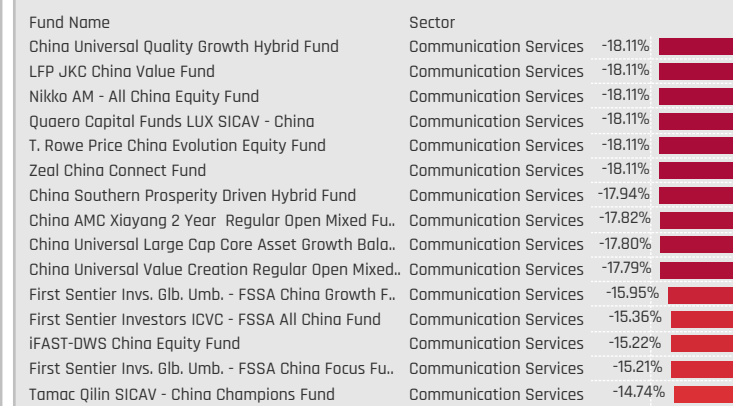 Fund Name Sector
China Universal Quality Growth Hybrid Fund Communication Services -18.11%
LFP JKC China Value Fund Communication Services -18.11%
Nikko AM - All China Equity Fund Communication Services -18.11%
Quaero Capital Funds LUX SICAV - China Communication Services -18.11%
T. Rowe Price China Evolution Equity Fund Communication Services -18.11%
Zeal China Connect Fund Communication Services -18.11%
China Southern Prosperity Driven Hybrid Fund Communication Services -17.94%
China AMC Xiayang 2 Year  Regular Open Mixed Fu.. Communication Services -17.82%
China Universal Large Cap Core Asset Growth Bala.. Communication Services -17.80%
China Universal Value Creation Regular Open Mixed.. Communication Services -17.79%
First Sentier Invs. Glb. Umb. - FSSA China Growth F.. Communication Services -15.95%
First Sentier Investors ICVC - FSSA All China Fund Communication Services -15.36%
iFAST-DWS China Equity Fund Communication Services -15.22%
First Sentier Invs. Glb. Umb. - FSSA China Focus Fu.. Communication Services -15.21%
Tamac Qilin SICAV - China Champions Fund Communication Services -14.74%